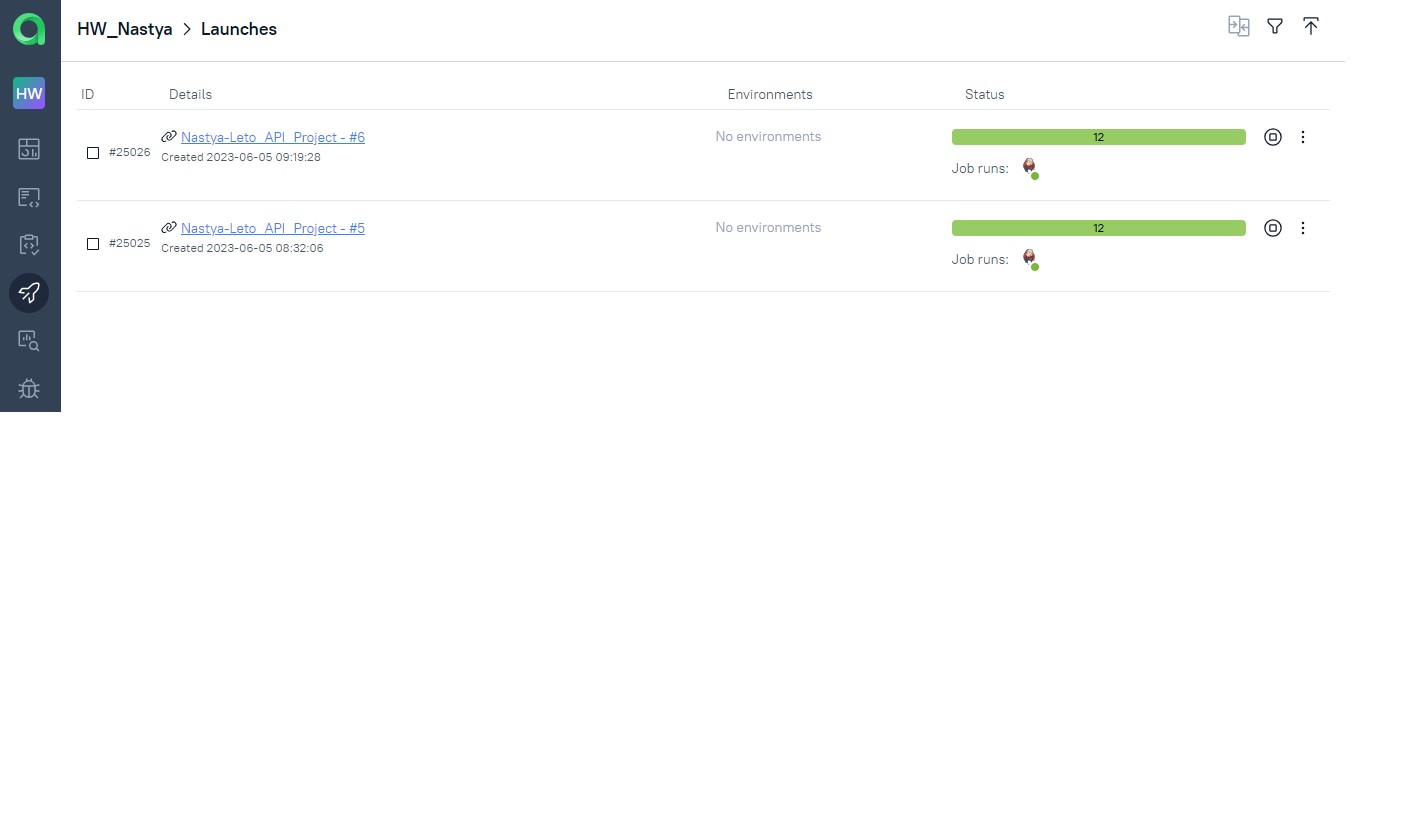 HW_Nastya > Launches
HW
ID Details Environments Status
Nastya-Leto_API_Project - #6 No environments 12
#25026 Created 2023-06-05 09:19:28
Job runs:
Nastya-Leto_API_Project - #5 No environments 12
#25025 Created 2023-06-05 08:32:06
Job runs: